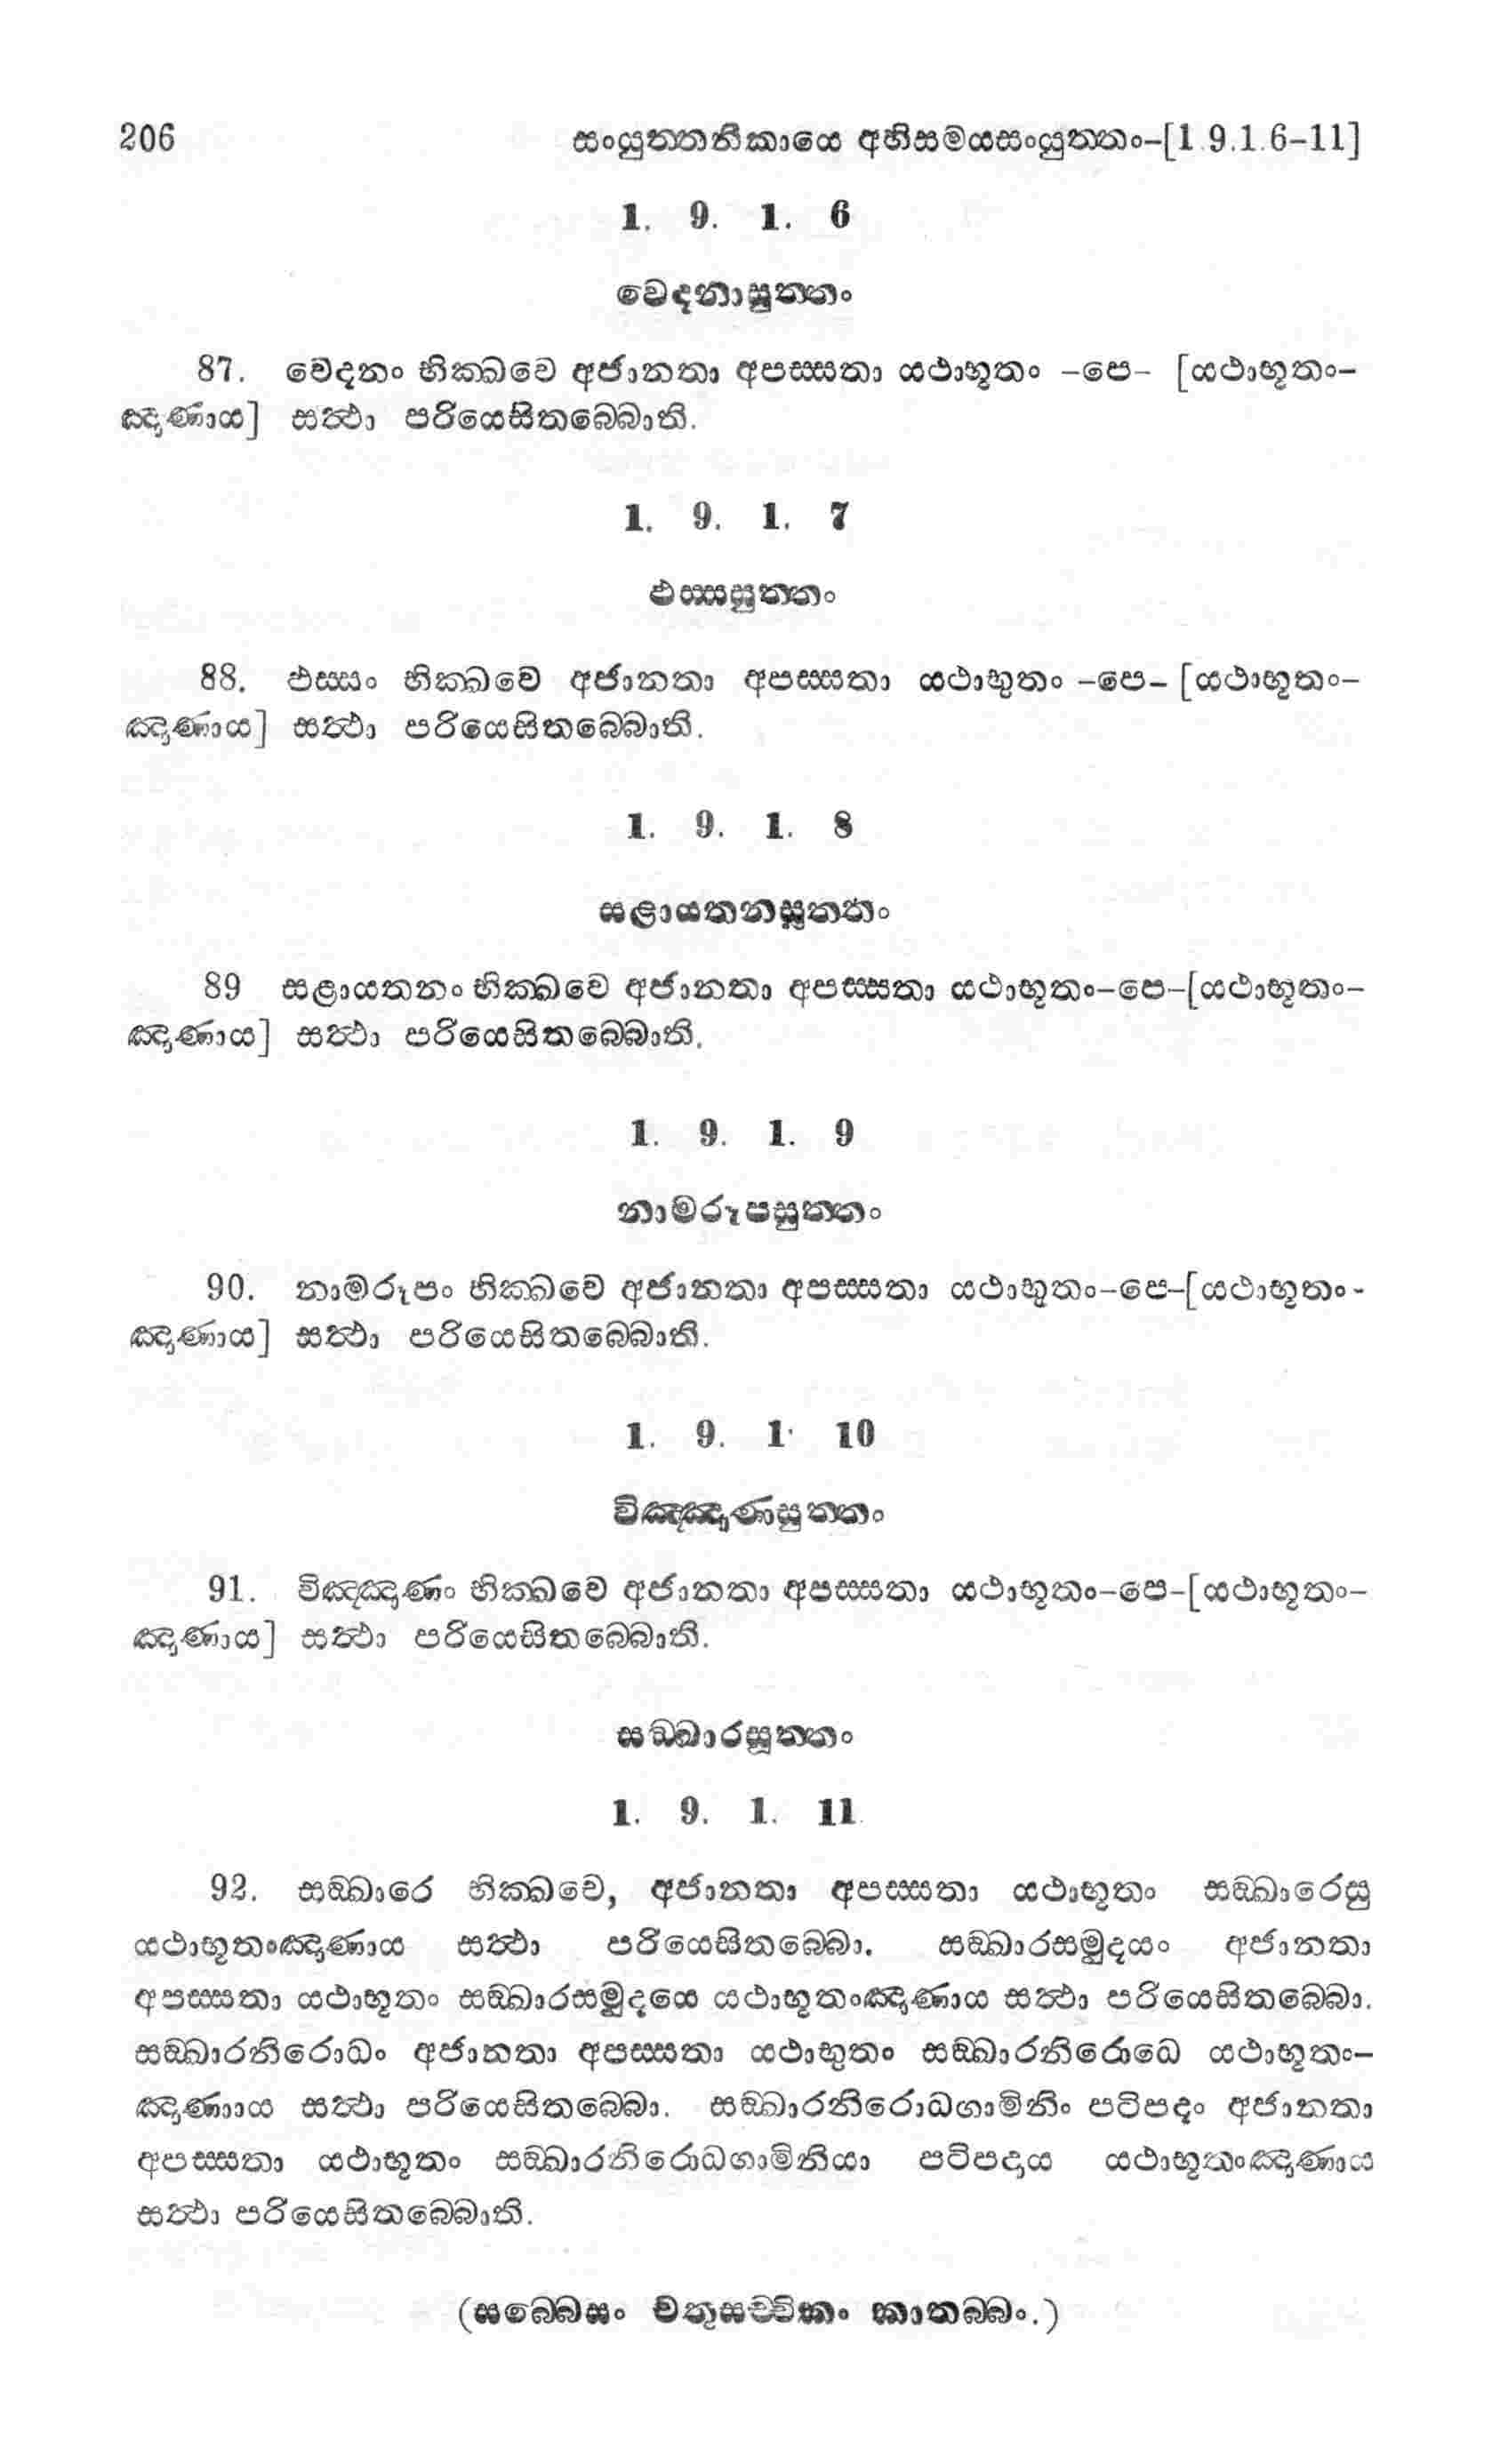 206 සංයුත්තනිකායෙ අභිසමයසංයුත්තං–[1.9.1.6–11]
1. 9. 1. 6
වෙදනාසුත්තං
87. වෙදනං භික්ඛවෙ අජානතා අපස්සතා යථාභූතං –පෙ– [යථාභූතං–
ඤාණාය] සත්ථා පරියෙසිතබ්බොති.
1. 9. 1. 7
ඵස්සසුත්තං
88. ඵස්සං භික්ඛවෙ අජානතා අපස්සතා යථාභුතං –පෙ– [යථාභූතං–
ඤාණාය] සත්ථා පරියෙසිතබ්බොති.
1. 9. 1. 8
සළායතනසුත්තං
89 සළායතනං භික්ඛවෙ අජානතා අපස්සතා යථාභූතං–පෙ–[යථාභූතං–
ඤාණාය] සත්ථා පරියෙසිතබ්බොති.
1. 9. 1. 9
නාමරූපසුත්තං
90. නාමරූපං භික්ඛවෙ අජානතා අපස්සතා යථාභූතං–පෙ–[යථාභූතං-
ඤාණාය] සත්ථා පරියෙසිතබ්බොති.
1. 9. 1· 10
විඤ්ඤාණසුත්තං
91. විඤ්ඤාණං භික්ඛවෙ අජානතා අපස්සතා යථාභූතං–පෙ–[යථාභූතං–
ඤාණාය] සත්ථා පරියෙසිතබ්බොති.
සඞ්ඛාරසුත්තං
1. 9. 1. 11
92. සඞ්ඛාරෙ භික්ඛවෙ, අජානතා අපස්සතා යථාභූතං සඞ්ඛාරෙසු
යථාභූතංඤාණාය සත්ථා පරියෙසිතබ්බො. සඞ්ඛාරසමුදයං අජානතා
අපස්සතා යථාභූතං සඞ්ඛාරසමුදයෙ යථාභූතංඤාණාය සත්ථා පරියෙසිතබ්බො.
සඞ්ඛාරනිරොධං අජානතා අපස්සතා යථාභුතං සඞ්ඛාරනිරොධෙ යථාභූතං–
ඤාණාාය සත්ථා පරියෙසිතබ්බො. සඞ්ඛාරනිරොධගාමිනිං පටිපදං අජානතා
අපස්සතා යථාභූතං සඞ්ඛාරනිරොධගාමිනියා පටිපදාය යථාභූතංඤාණාය
සත්ථා පරියෙසිතබ්බොති.
(සබ්බෙසං චතුසච්චිකං කාතබ්බං.)